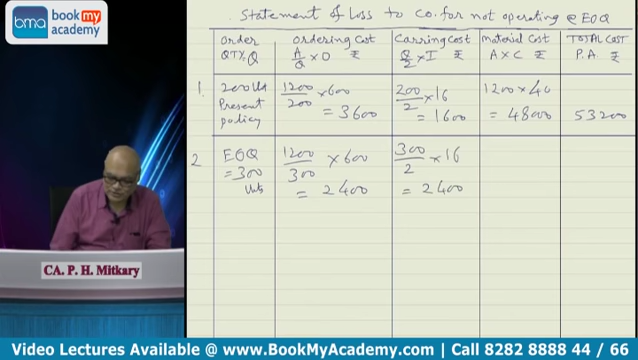 bma
bookmy
academy
Statement of Loss to Co. for not operating @ EOQ
Order QTY. Q
Ordering Cost A/Q × O ₹
Carring Cost Q/2 × I ₹
Material Cost A × C ₹
TOTAL COST P.A. ₹
1. 200 Uts Present policy
1200/200 × 600 = 3600
200/2 × 16 = 1600
1200 × 40 = 48000
53200
2 EOQ = 300 Uts
1200/300 × 600 = 2400
300/2 × 16 = 2400
CA. P. H. Mitkary
Video Lectures Available @ www.BookMyAcademy.com | Call 8282 8888 44 / 66